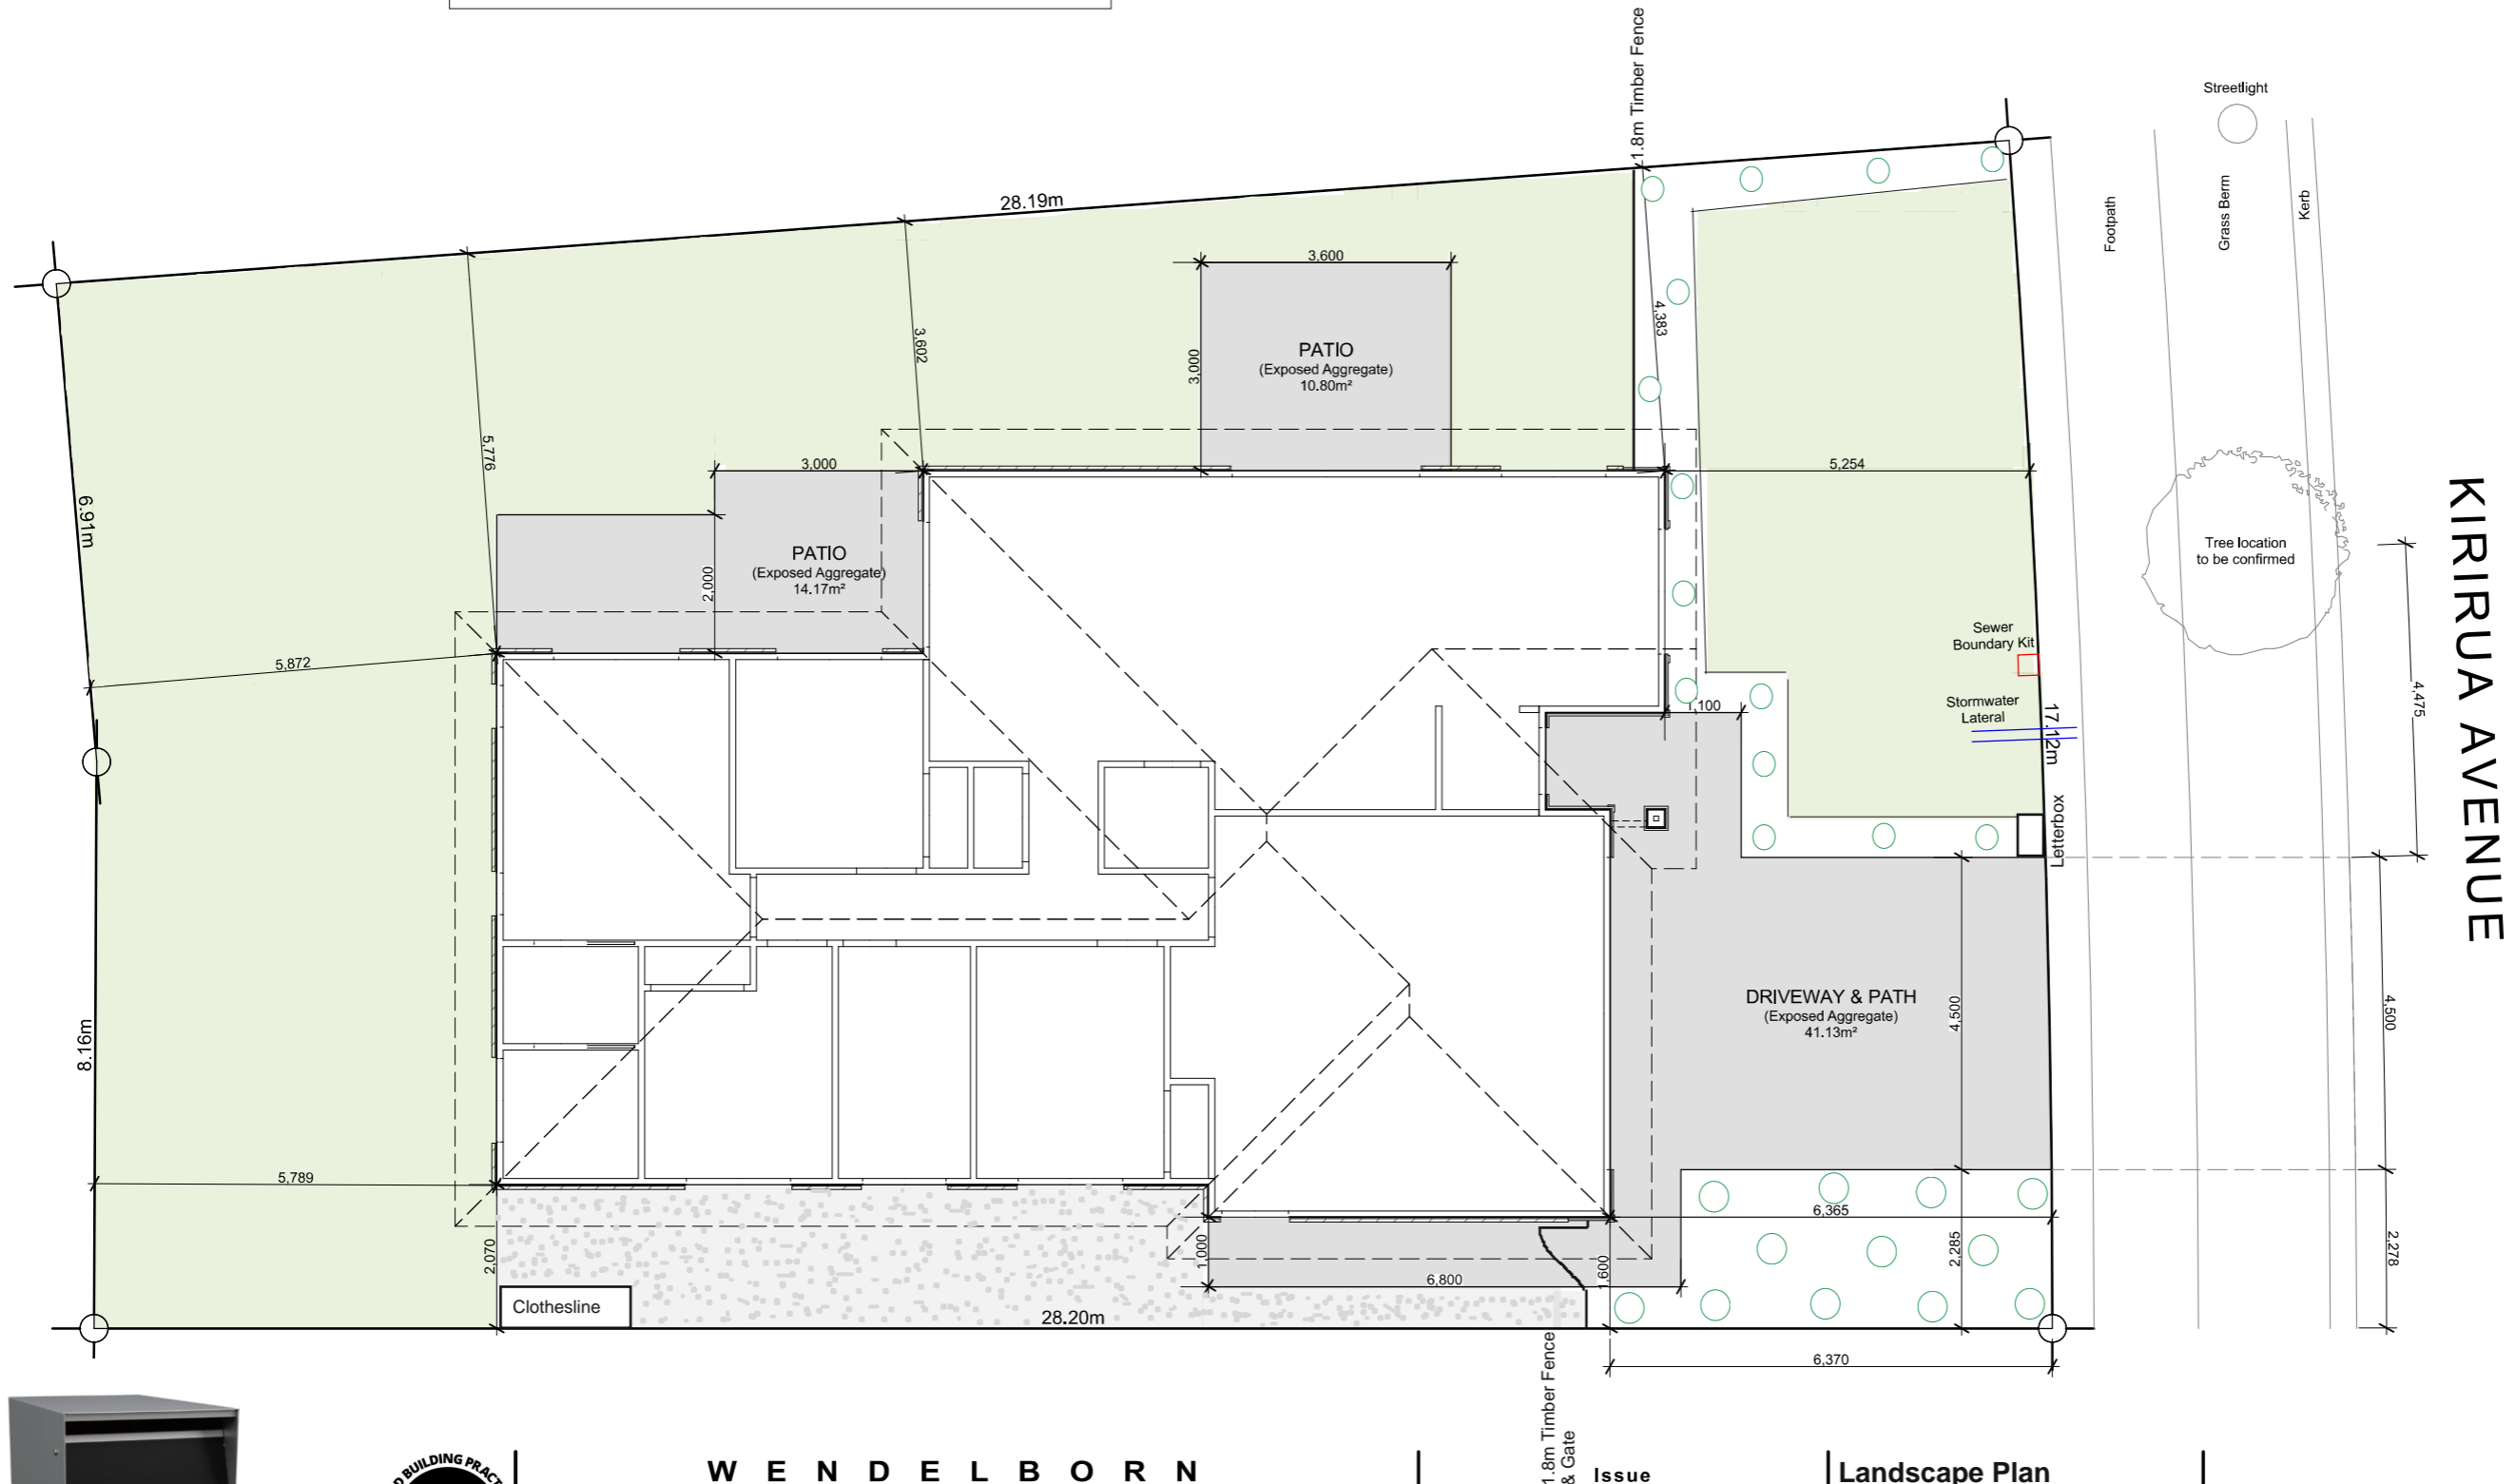 1.8m Timber Fence
Streetlight
28.19m
Footpath
Grass Berm
Kerb
3,600
4,383
3,602
3,000
PATIO
(Exposed Aggregate)
10.80m²
5,776
3,000
5,254
6.91m
PATIO
(Exposed Aggregate)
14.17m²
2,000
Tree location
to be confirmed
KIRIRUA AVENUE
Sewer
Boundary Kit
5,872
4,475
Stormwater
Lateral
1,100
17.12m
Letterbox
8.16m
DRIVEWAY & PATH
(Exposed Aggregate)
41.13m²
4,500
4,500
5,789
6,365
2,070
1,000
1,600
2,285
2,278
6,800
Clothesline
28.20m
6,370
1.8m Timber Fence
& Gate
D BUILDING PRACT
WENDELBORN
Issue
Landscape Plan